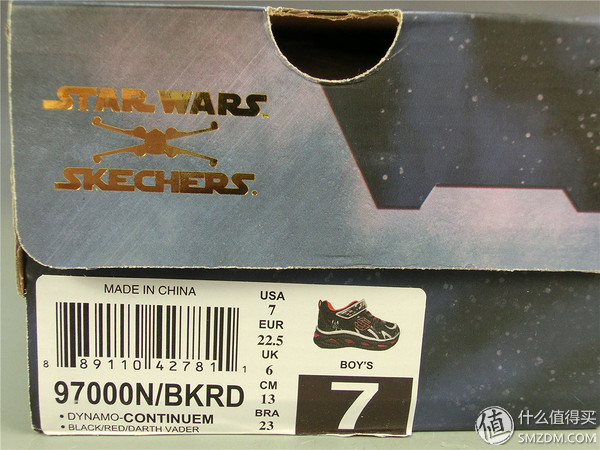 STAR WARS
SKECHERS
MADE IN CHINA
8 89110 42781 1
97000N/BKRD
• DYNAMO-CONTINUEM
• BLACK/RED/DARTH VADER
USA
7
EUR
22.5
UK
6
CM
13
BRA
23
BOY'S
7
值 什么值得买
SMZDM.COM